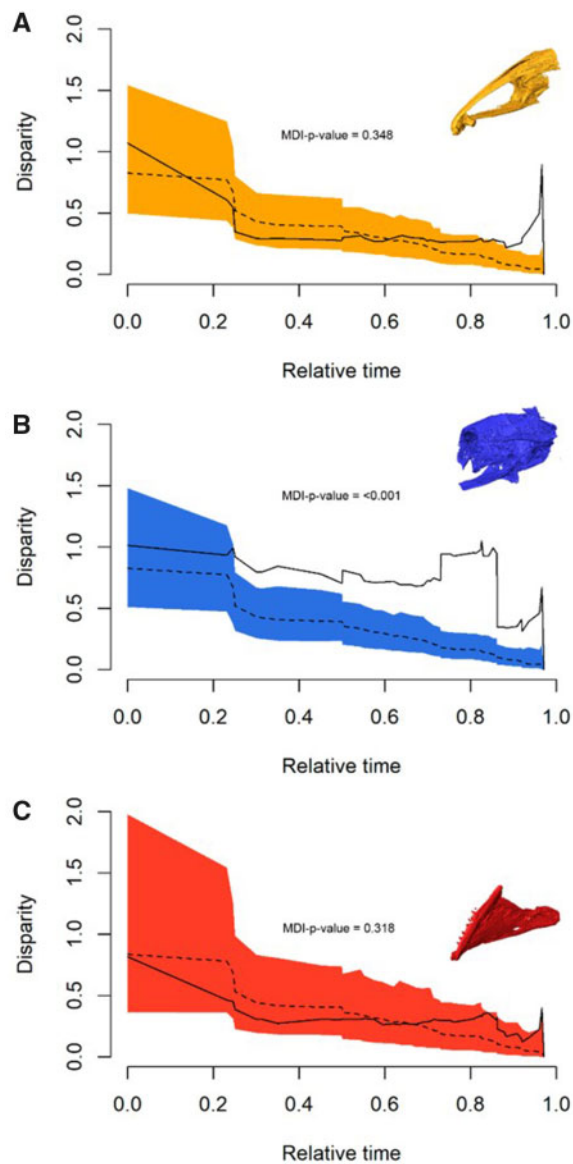 A
Disparity
2.0
1.5
1.0
0.5
0.0
MDI-p-value = 0.348
0.0 0.2 0.4 0.6 0.8 1.0
Relative time
B
Disparity
2.0
1.5
1.0
0.5
0.0
MDI-p-value = <0.001
0.0 0.2 0.4 0.6 0.8 1.0
Relative time
C
Disparity
2.0
1.5
1.0
0.5
0.0
MDI-p-value = 0.318
0.0 0.2 0.4 0.6 0.8 1.0
Relative time